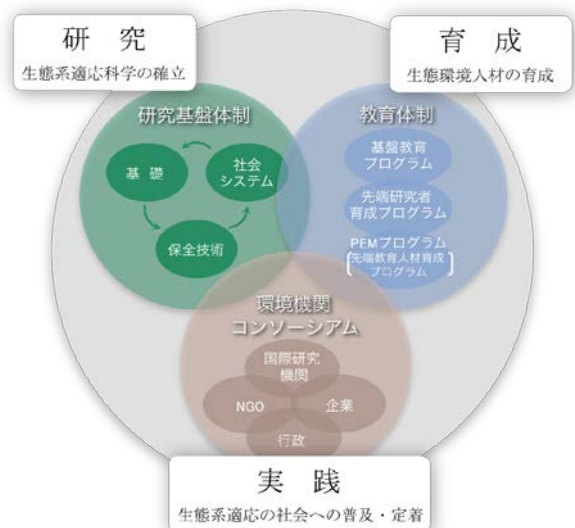 研 究
生態系適応科学の確立
育 成
生態環境人材の育成
研究基盤体制
基 礎
社会
システム
保全技術
教育体制
基盤教育
プログラム
先端研究者
育成プログラム
PEMプログラム
[先端教育人材育成
プログラム]
環境機関
コンソーシアム
国際研究
機関
NGO
企業
行政
実 践
生態系適応の社会への普及・定着